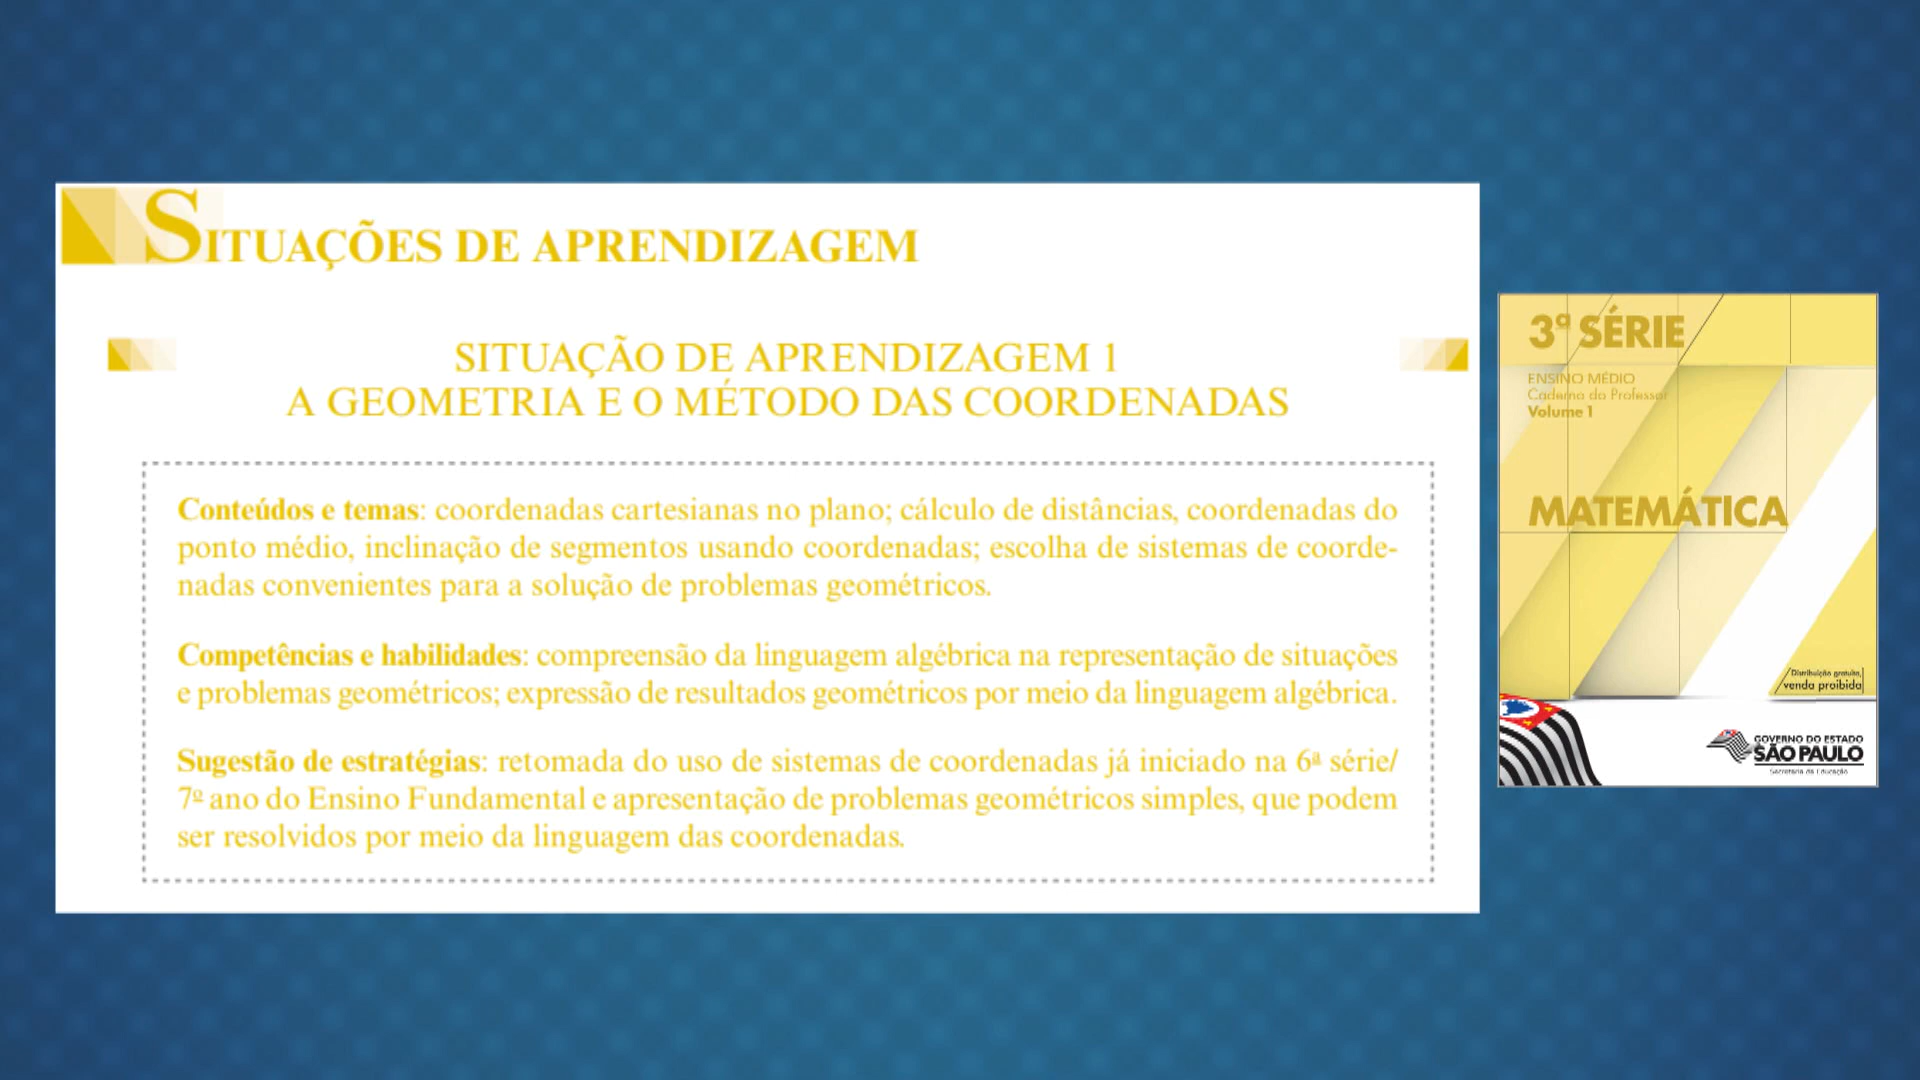 SITUAÇÕES DE APRENDIZAGEM
SITUAÇÃO DE APRENDIZAGEM 1
A GEOMETRIA E O MÉTODO DAS COORDENADAS
Conteúdos e temas: coordenadas cartesianas no plano; cálculo de distâncias, coordenadas do
ponto médio, inclinação de segmentos usando coordenadas; escolha de sistemas de coorde-
nadas convenientes para a solução de problemas geométricos.
Competências e habilidades: compreensão da linguagem algébrica na representação de situações
e problemas geométricos; expressão de resultados geométricos por meio da linguagem algébrica.
Sugestão de estratégias: retomada do uso de sistemas de coordenadas já iniciado na 6ª série/
7º ano do Ensino Fundamental e apresentação de problemas geométricos simples, que podem
ser resolvidos por meio da linguagem das coordenadas.
3ª SÉRIE
ENSINO MÉDIO
Caderno do Professor
Volume 1
MATEMÁTICA
Distribuição gratuita,
venda proibida
GOVERNO DO ESTADO
SÃO PAULO
Secretaria da Educação